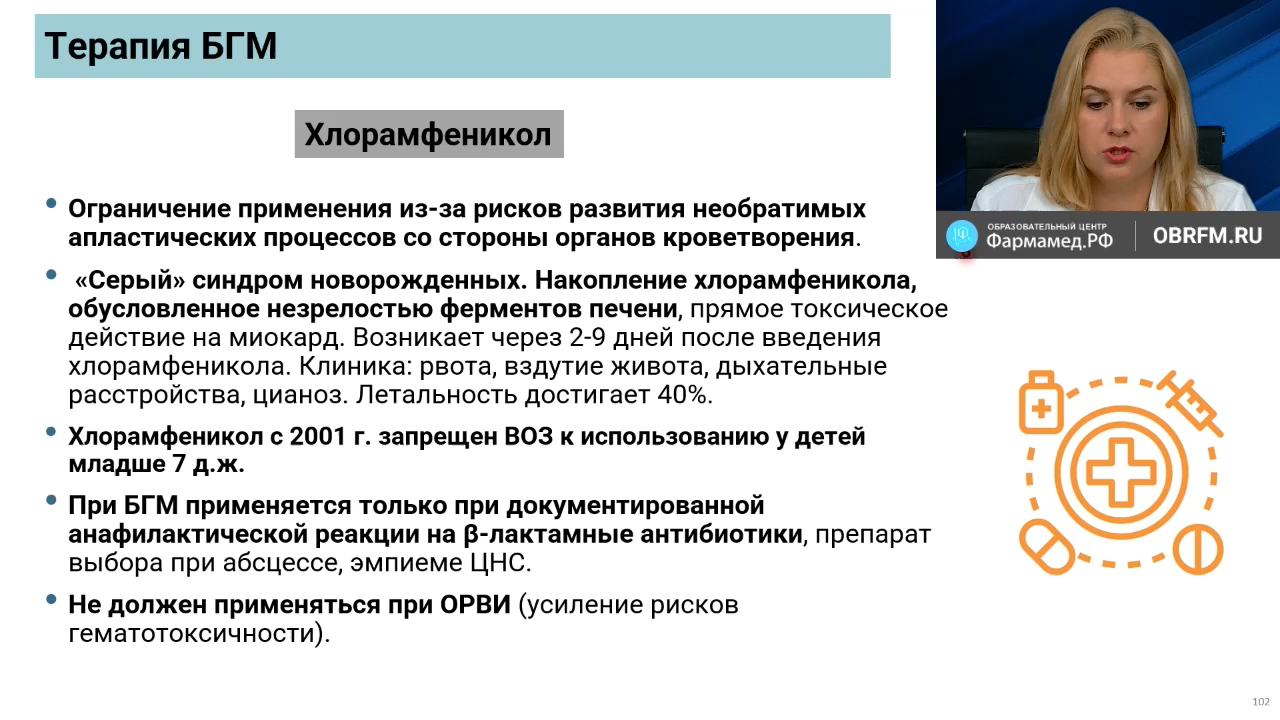 Терапия БГМ
Хлорамфеникол
• Ограничение применения из-за рисков развития необратимых
апластических процессов со стороны органов кроветворения.
• «Серый» синдром новорожденных. Накопление хлорамфеникола,
обусловленное незрелостью ферментов печени, прямое токсическое
действие на миокард. Возникает через 2-9 дней после введения
хлорамфеникола. Клиника: рвота, вздутие живота, дыхательные
расстройства, цианоз. Летальность достигает 40%.
• Хлорамфеникол с 2001 г. запрещен ВОЗ к использованию у детей
младше 7 д.ж.
• При БГМ применяется только при документированной
анафилактической реакции на β-лактамные антибиотики, препарат
выбора при абсцессе, эмпиеме ЦНС.
• Не должен применяться при ОРВИ (усиление рисков
гематотоксичности).
ОБРАЗОВАТЕЛЬНЫЙ ЦЕНТР
Фармамед.РФ
OBRFM.RU
102